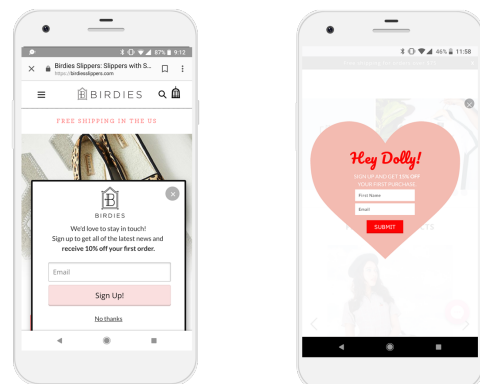 87% 9:12
Birdies Slippers: Slippers with S...
https://birdiesslippers.com
BIRDIES
FREE SHIPPING IN THE US
BIRDIES
We'd love to stay in touch!
Sign up to get all of the latest news and
receive 10% off your first order.
Email
Sign Up!
No thanks
46% 11:58
Hey Dolly!
SIGN UP AND GET 15% OFF
YOUR FIRST PURCHASE
First Name
Email
SUBMIT